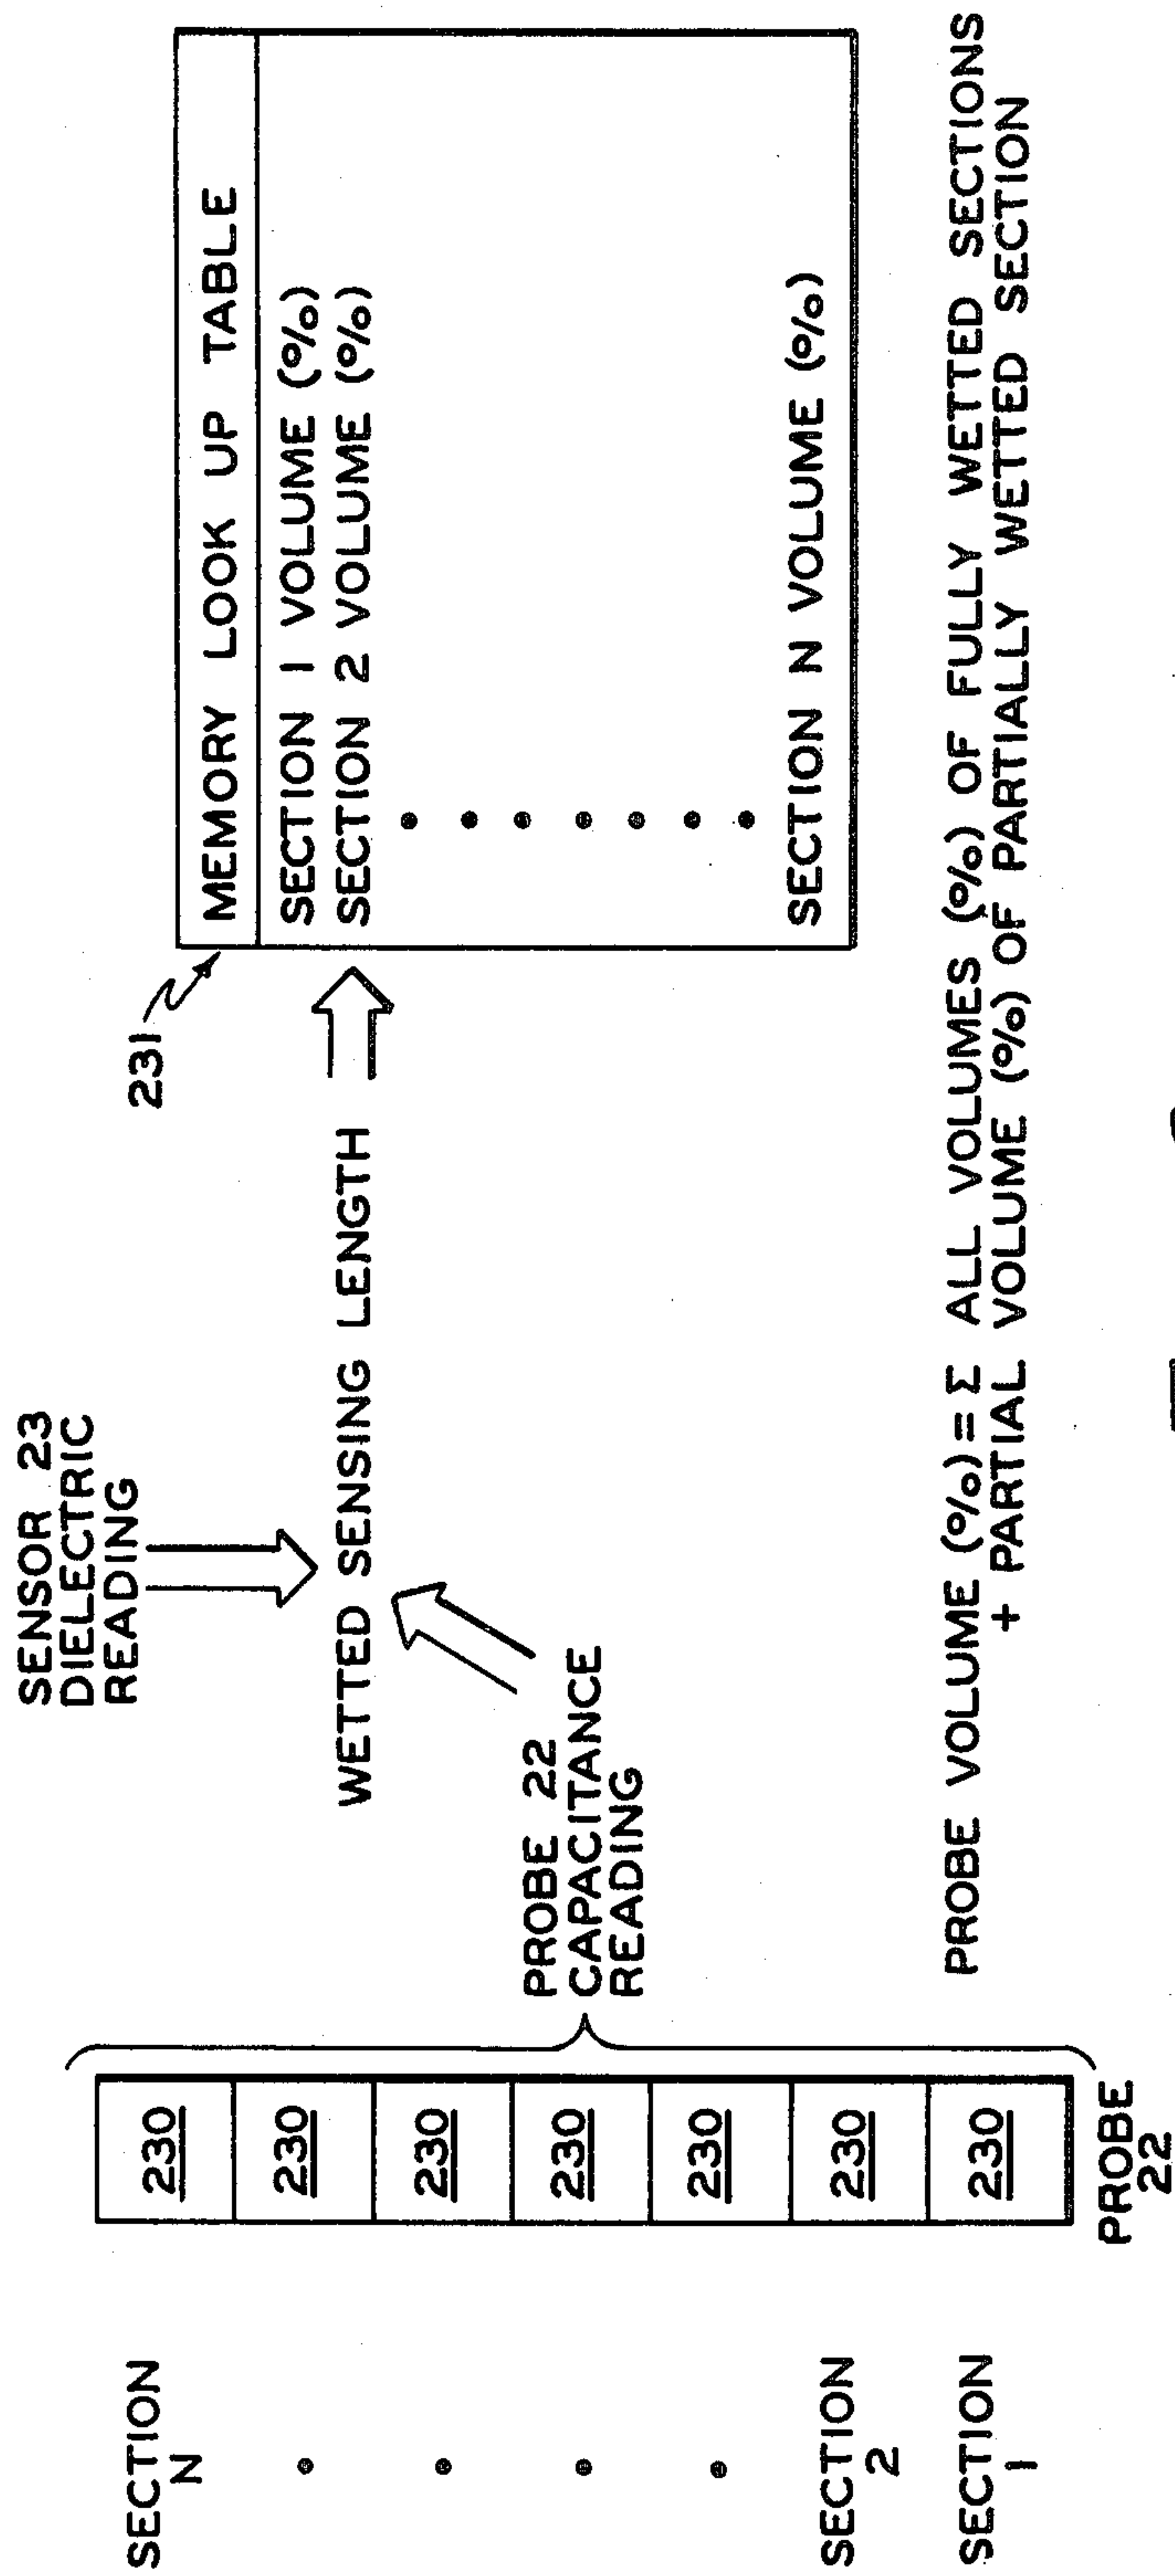 SECTION
N
SECTION
2
SECTION
1
230
230
230
230
230
230
230
PROBE
22
SENSOR 23
DIELECTRIC
READING
PROBE 22
CAPACITANCE
READING
WETTED SENSING LENGTH
231
MEMORY LOOK UP TABLE
SECTION 1 VOLUME (%)
SECTION 2 VOLUME (%)
SECTION N VOLUME (%)
PROBE VOLUME (%) = Σ ALL VOLUMES (%) OF FULLY WETTED SECTIONS
+ PARTIAL VOLUME (%) OF PARTIALLY WETTED SECTION